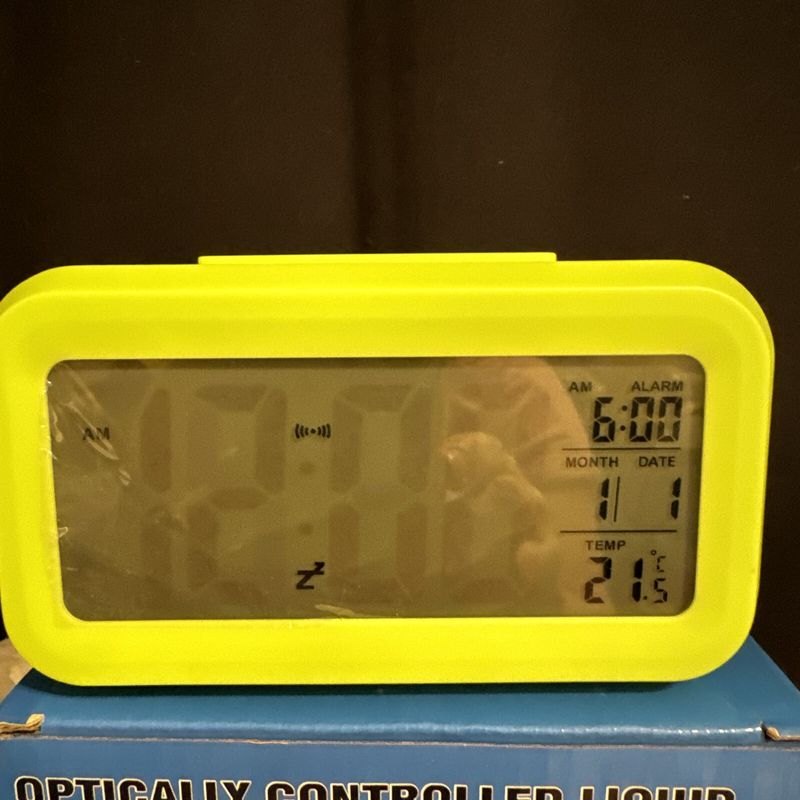 AM
AM ALARM
6:00
MONTH DATE
1 1
TEMP
21.5 °C
OPTICALLY CONTROLLED LIQUID